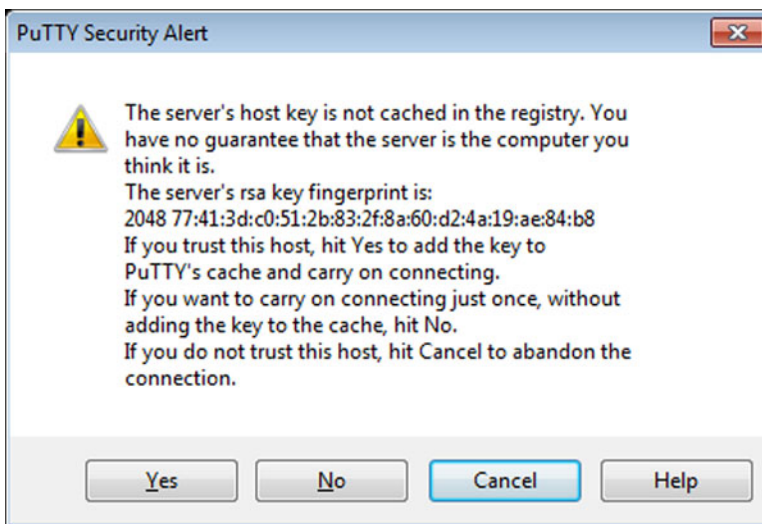 PuTTY Security Alert
The server's host key is not cached in the registry. You
have no guarantee that the server is the computer you
think it is.
The server's rsa key fingerprint is:
2048 77:41:3d:c0:51:2b:83:2f:8a:60:d2:4a:19:ae:84:b8
If you trust this host, hit Yes to add the key to
PuTTY's cache and carry on connecting.
If you want to carry on connecting just once, without
adding the key to the cache, hit No.
If you do not trust this host, hit Cancel to abandon the
connection.
Yes No Cancel Help